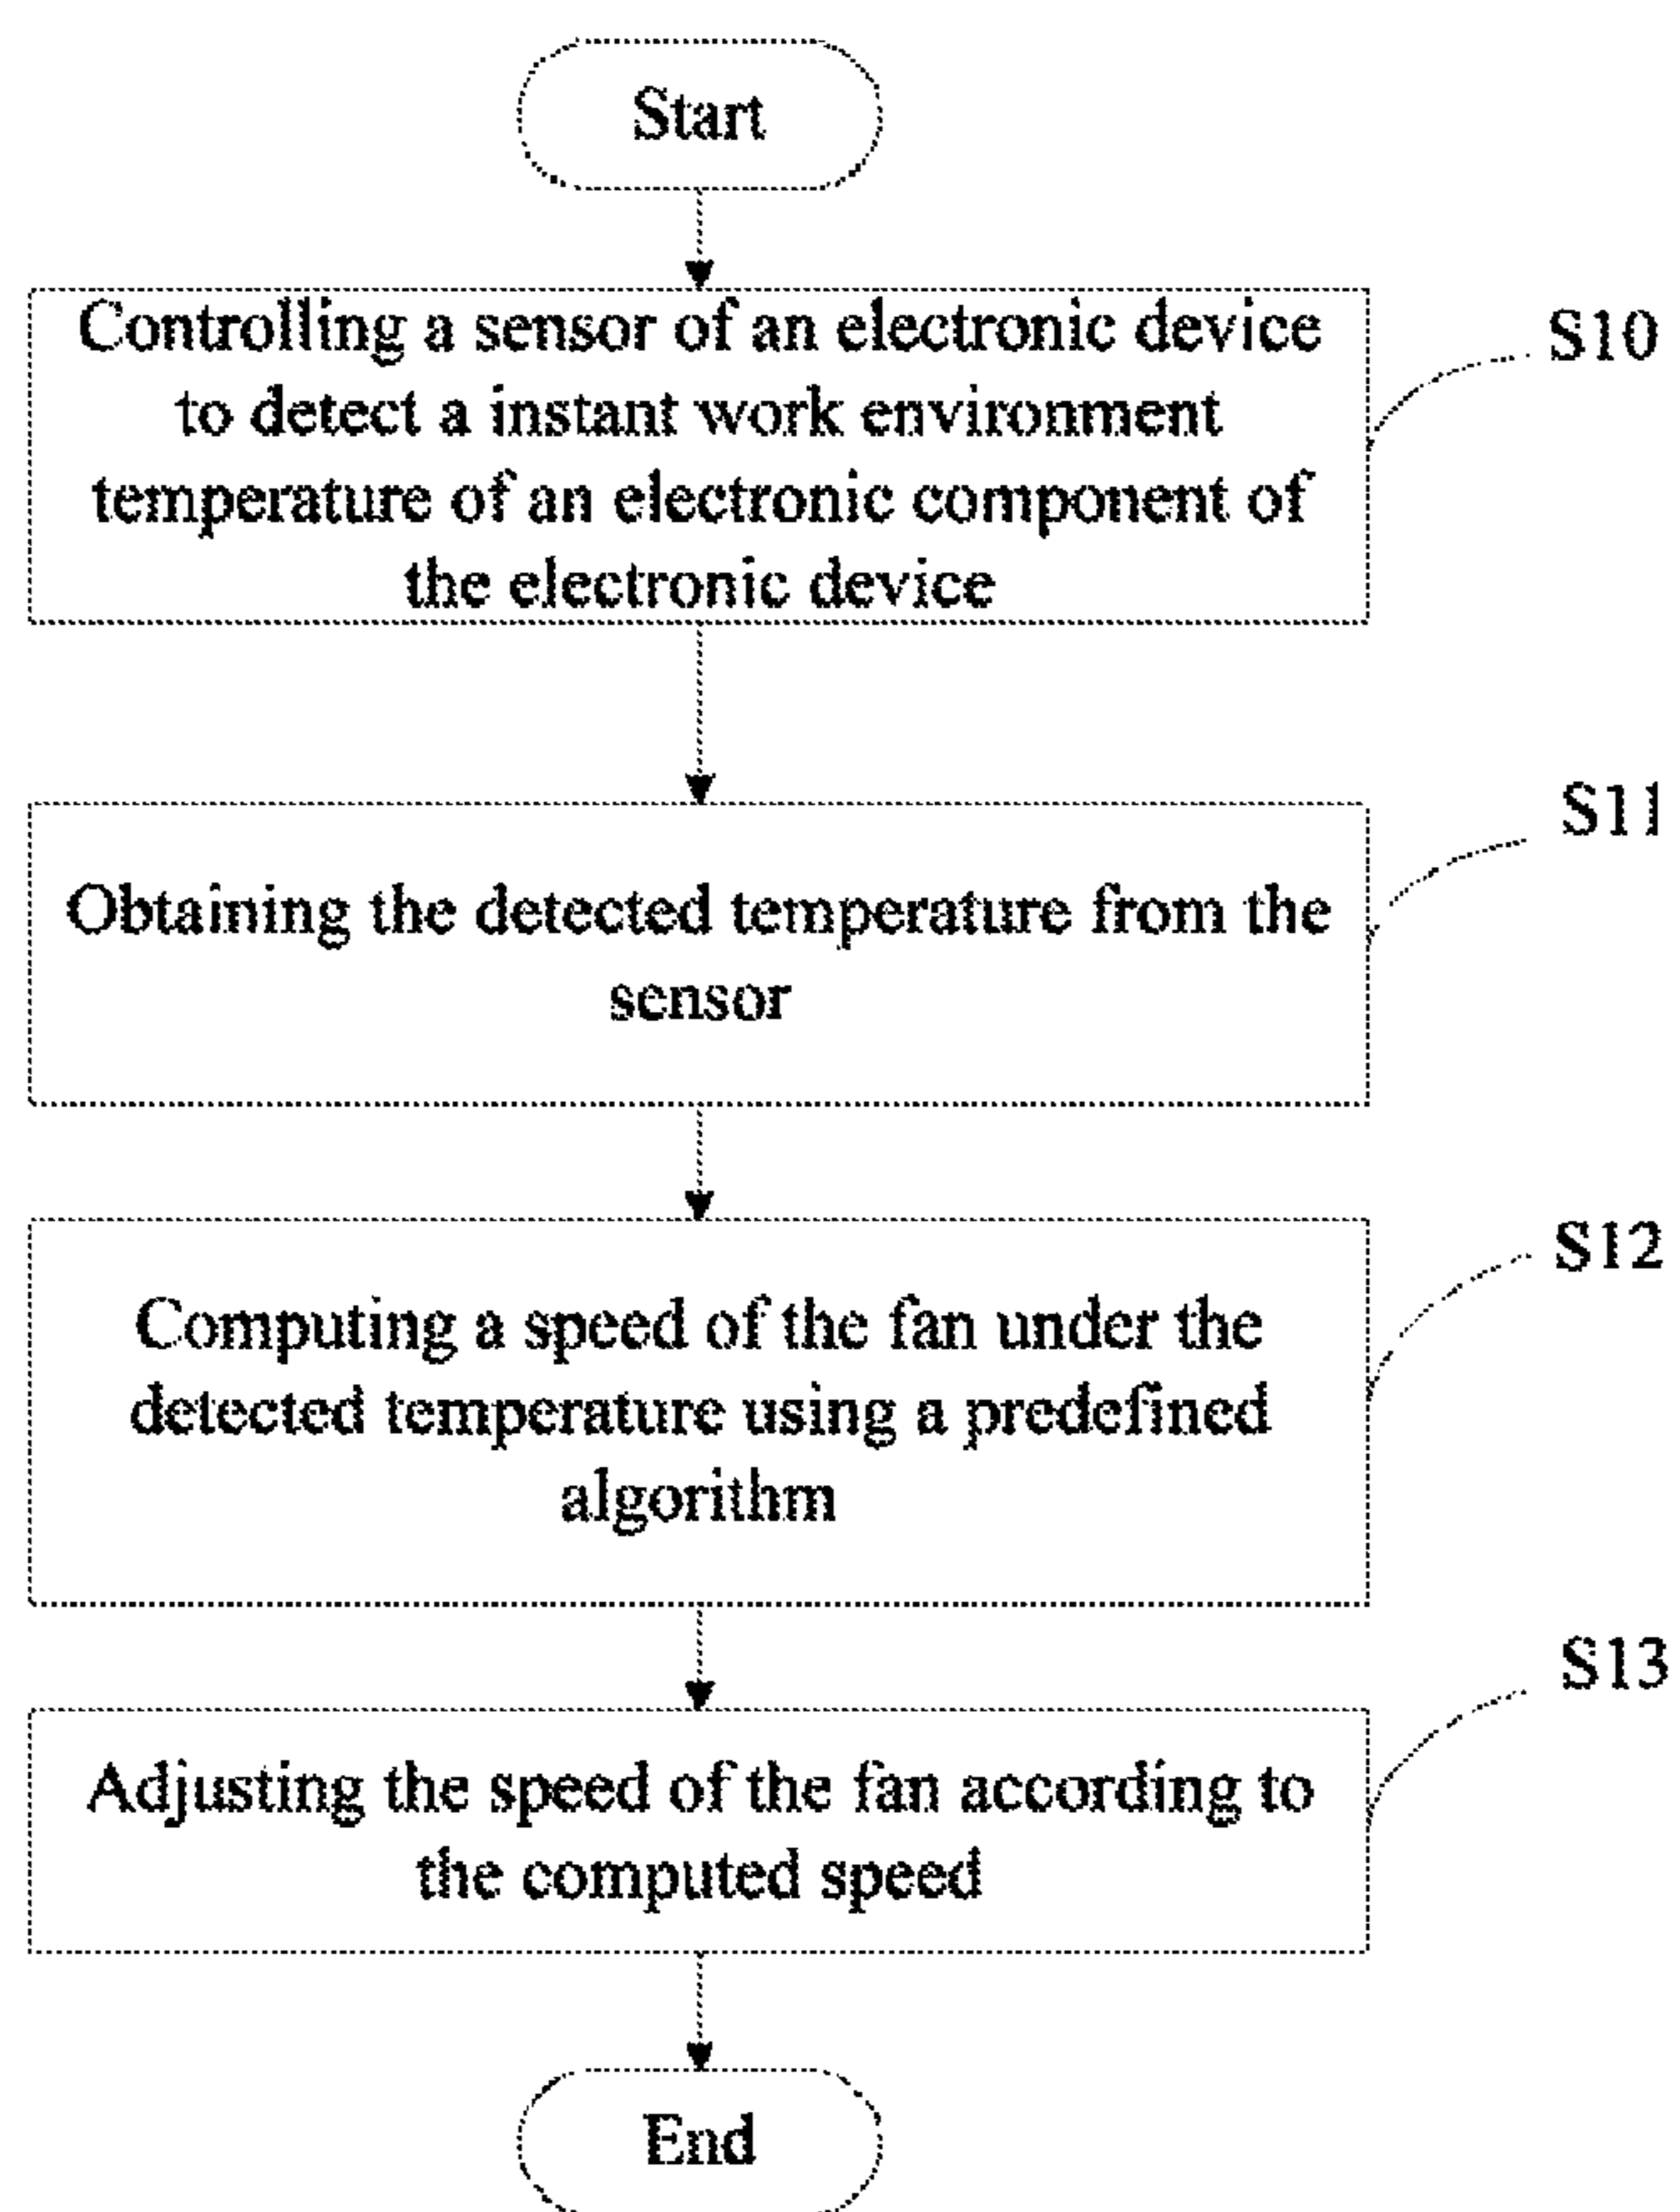 Start
Controlling a sensor of an electronic device
to detect a instant work environment
temperature of an electronic component of
the electronic device
S10
Obtaining the detected temperature from the
sensor
S11
Computing a speed of the fan under the
detected temperature using a predefined
algorithm
S12
Adjusting the speed of the fan according to
the computed speed
S13
End